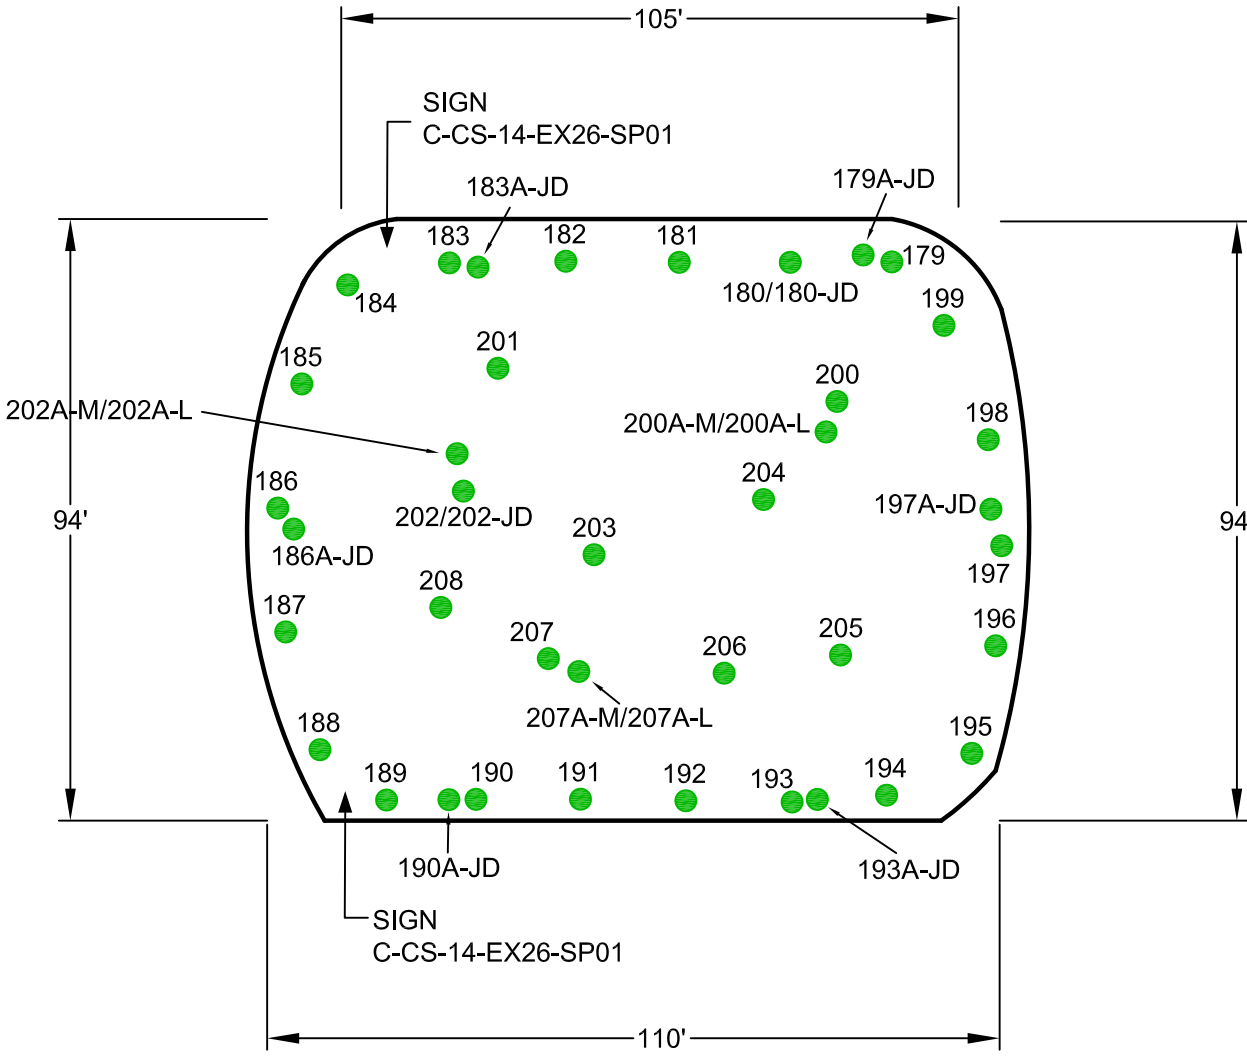 105'
SIGN
C-CS-14-EX26-SP01
183A-JD
179A-JD
183
182
181
179
180/180-JD
184
199
201
185
200
202A-M/202A-L
200A-M/200A-L
198
204
186
197A-JD
94'
202/202-JD
94
203
186A-JD
197
208
187
207
206
205
196
207A-M/207A-L
188
195
189
190
191
192
193
194
190A-JD
193A-JD
SIGN
C-CS-14-EX26-SP01
110'